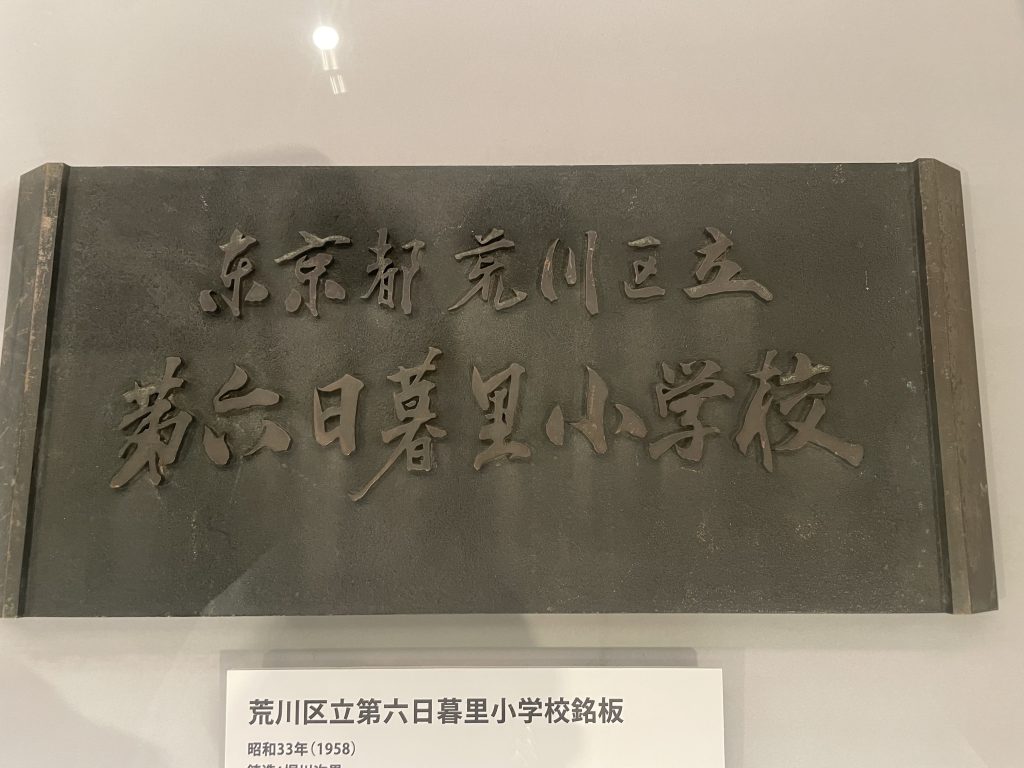 东京都 荒川区立
第六日暮里小学校
荒川区立第六日暮里小学校銘板
昭和33年(1958)